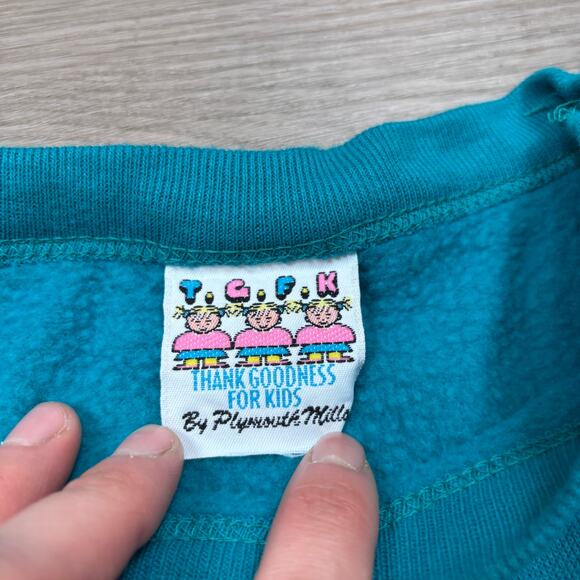 T.G.F.K
THANK GOODNESS
FOR KIDS
By Plymouth Mills